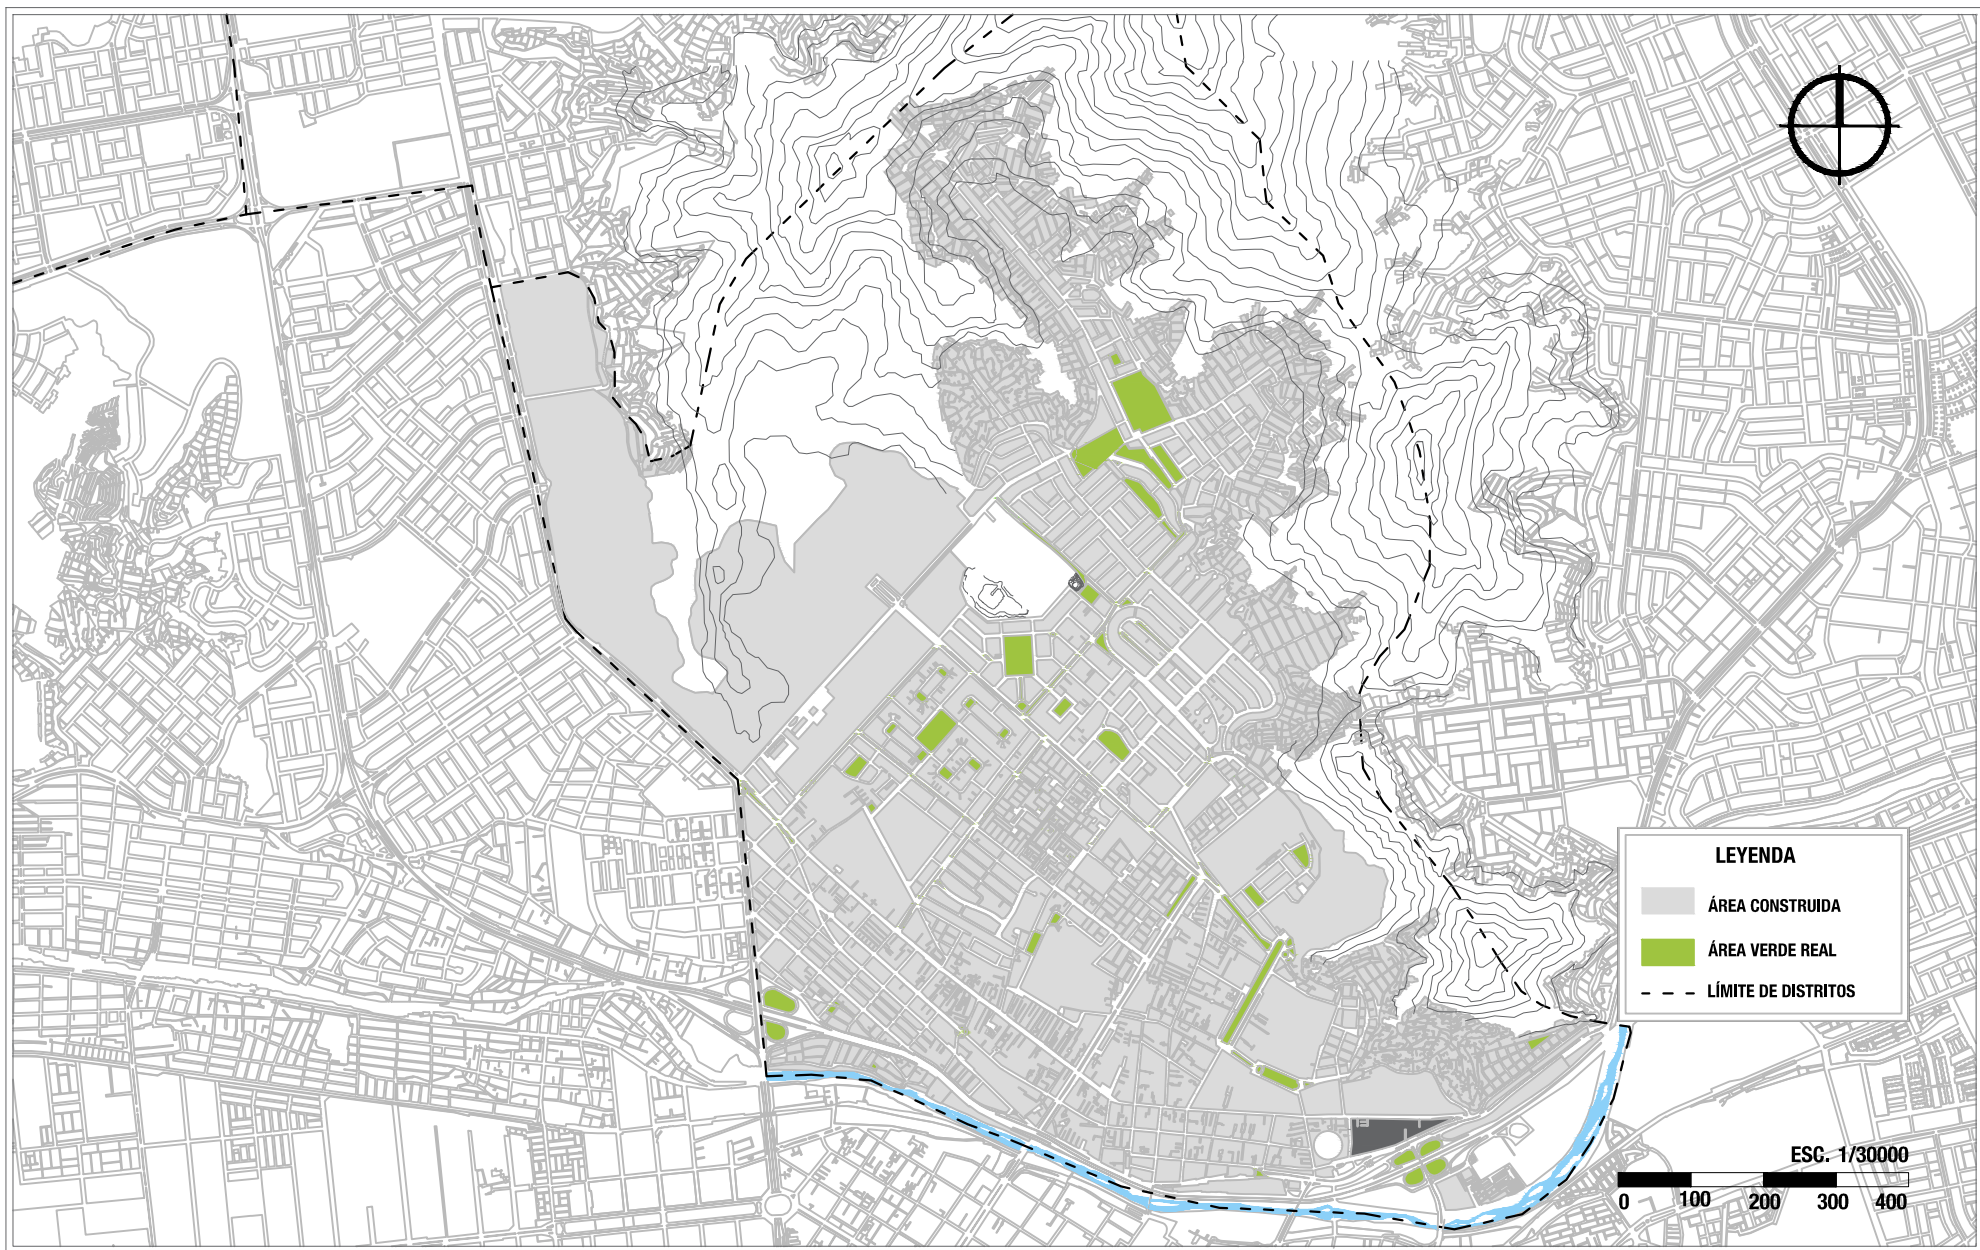 LEYENDA
ÁREA CONSTRUIDA
ÁREA VERDE REAL
LÍMITE DE DISTRITOS
ESC. 1/30000
0 100 200 300 400